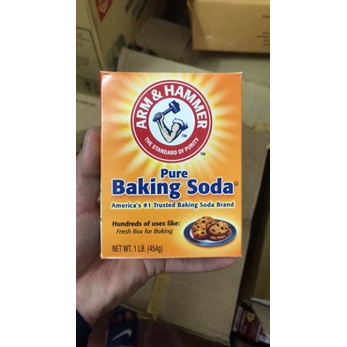 ARM & HAMMER
THE STANDARD OF PURITY
TM
TM
Pure
Baking Soda®
America's #1 Trusted Baking Soda Brand
Hundreds of uses like:
Fresh Box for Baking
NET WT. 1 LB. (454g)